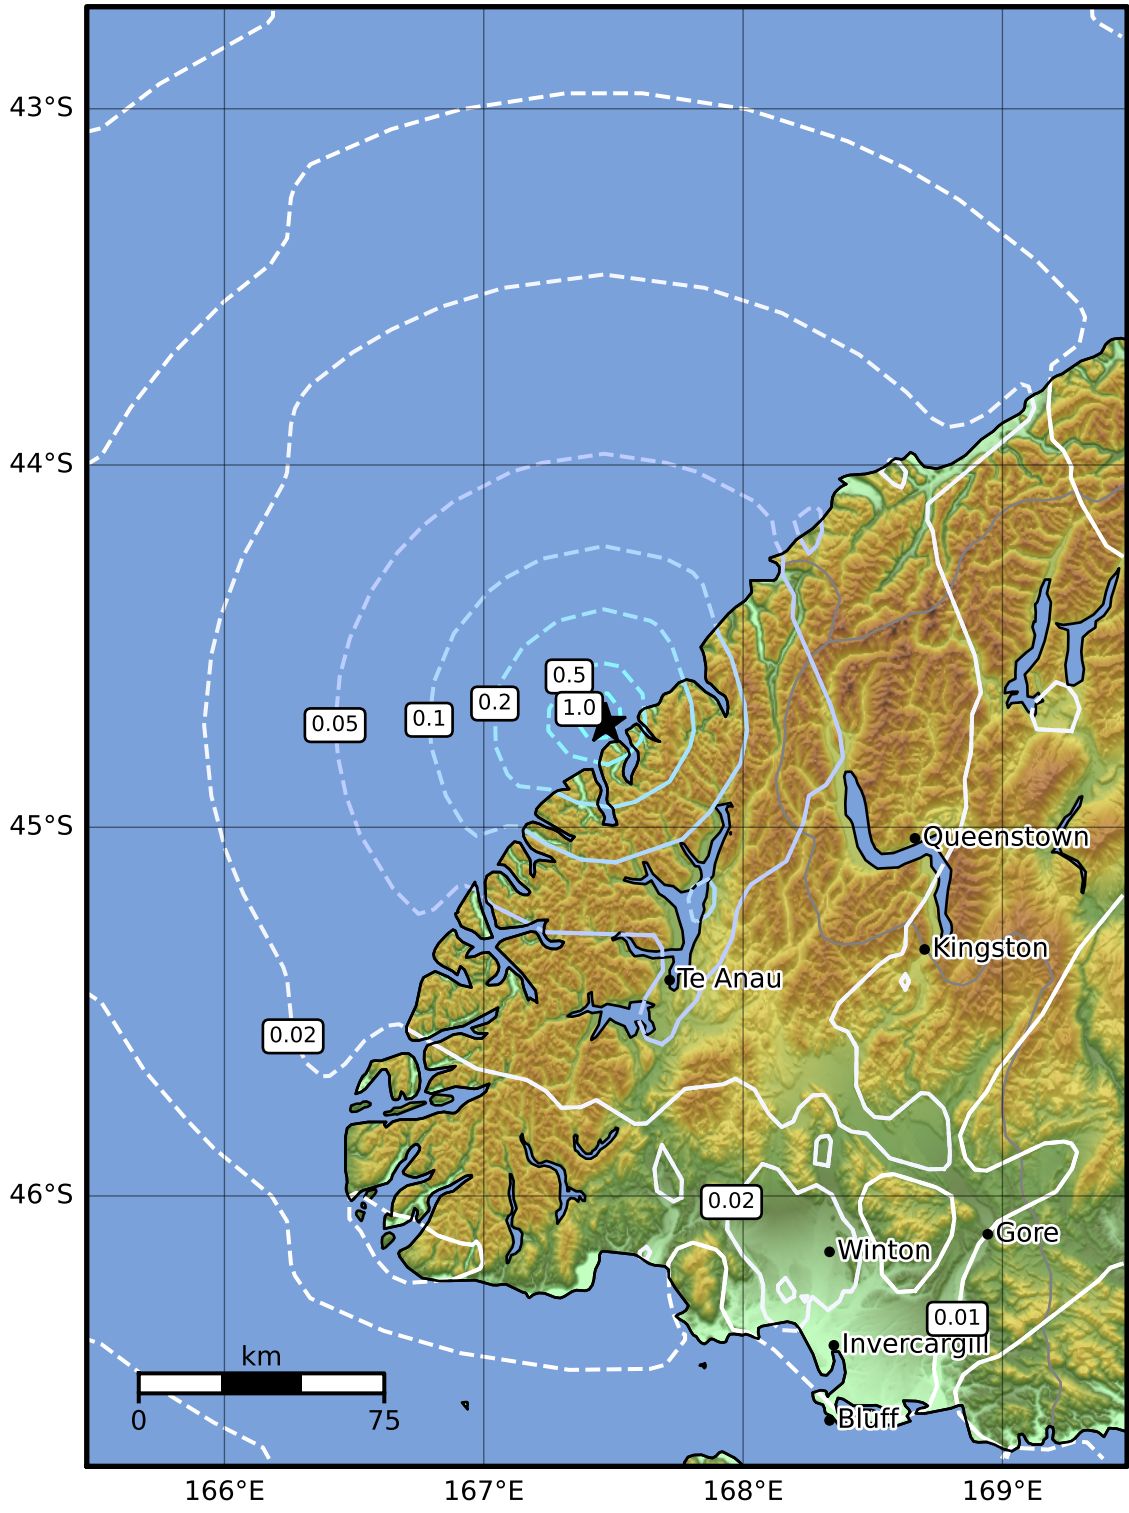 43°S
44°S
0.5
1.0
0.2
0.1
0.05
45°S
Queenstown
Kingston
Te Anau
0.02
46°S
0.02
Gore
Winton
0.01
Invercargill
km
0 75
Bluff
166°E 167°E 168°E 169°E